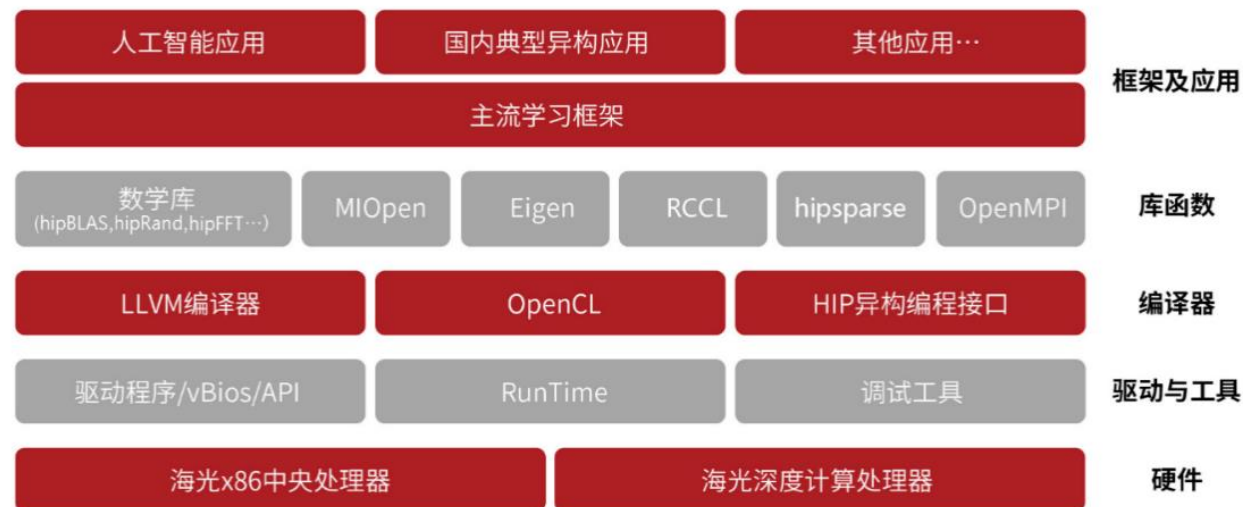 人工智能应用
国内典型异构应用
其他应用…
框架及应用
主流学习框架
数学库
(hipBLAS,hipRand,hipFFT…)
MIOpen
Eigen
RCCL
hipsparse
OpenMPI
库函数
LLVM编译器
OpenCL
HIP异构编程接口
编译器
驱动程序/vBios/API
RunTime
调试工具
驱动与工具
海光x86中央处理器
海光深度计算处理器
硬件